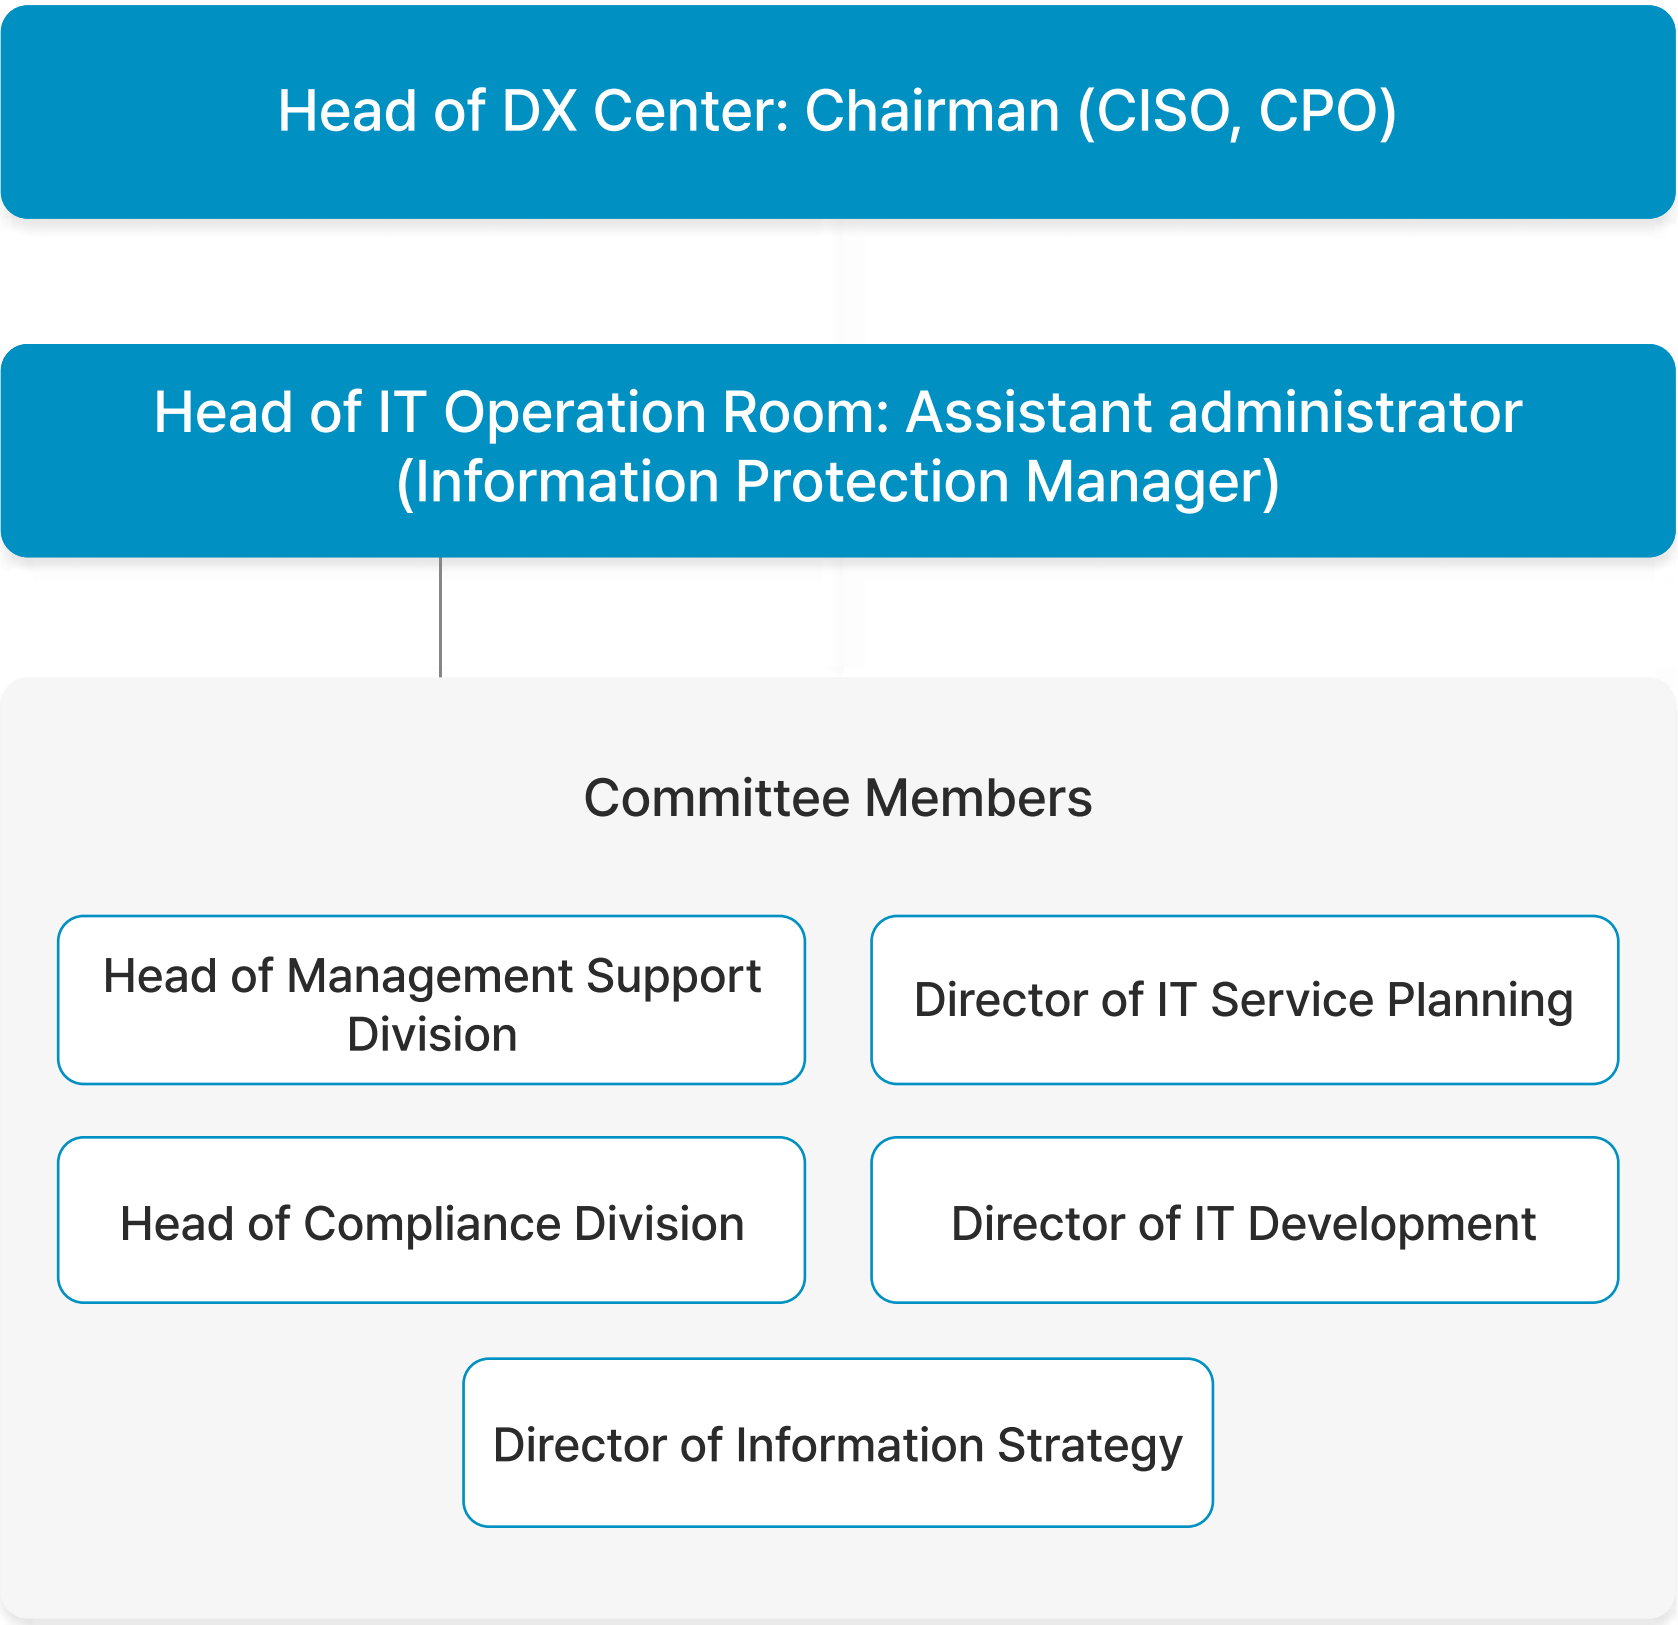 Head of DX Center: Chairman (CISO, CPO)
Head of IT Operation Room: Assistant administrator
(Information Protection Manager)
Committee Members
Head of Management Support
Division
Director of IT Service Planning
Head of Compliance Division
Director of IT Development
Director of Information Strategy